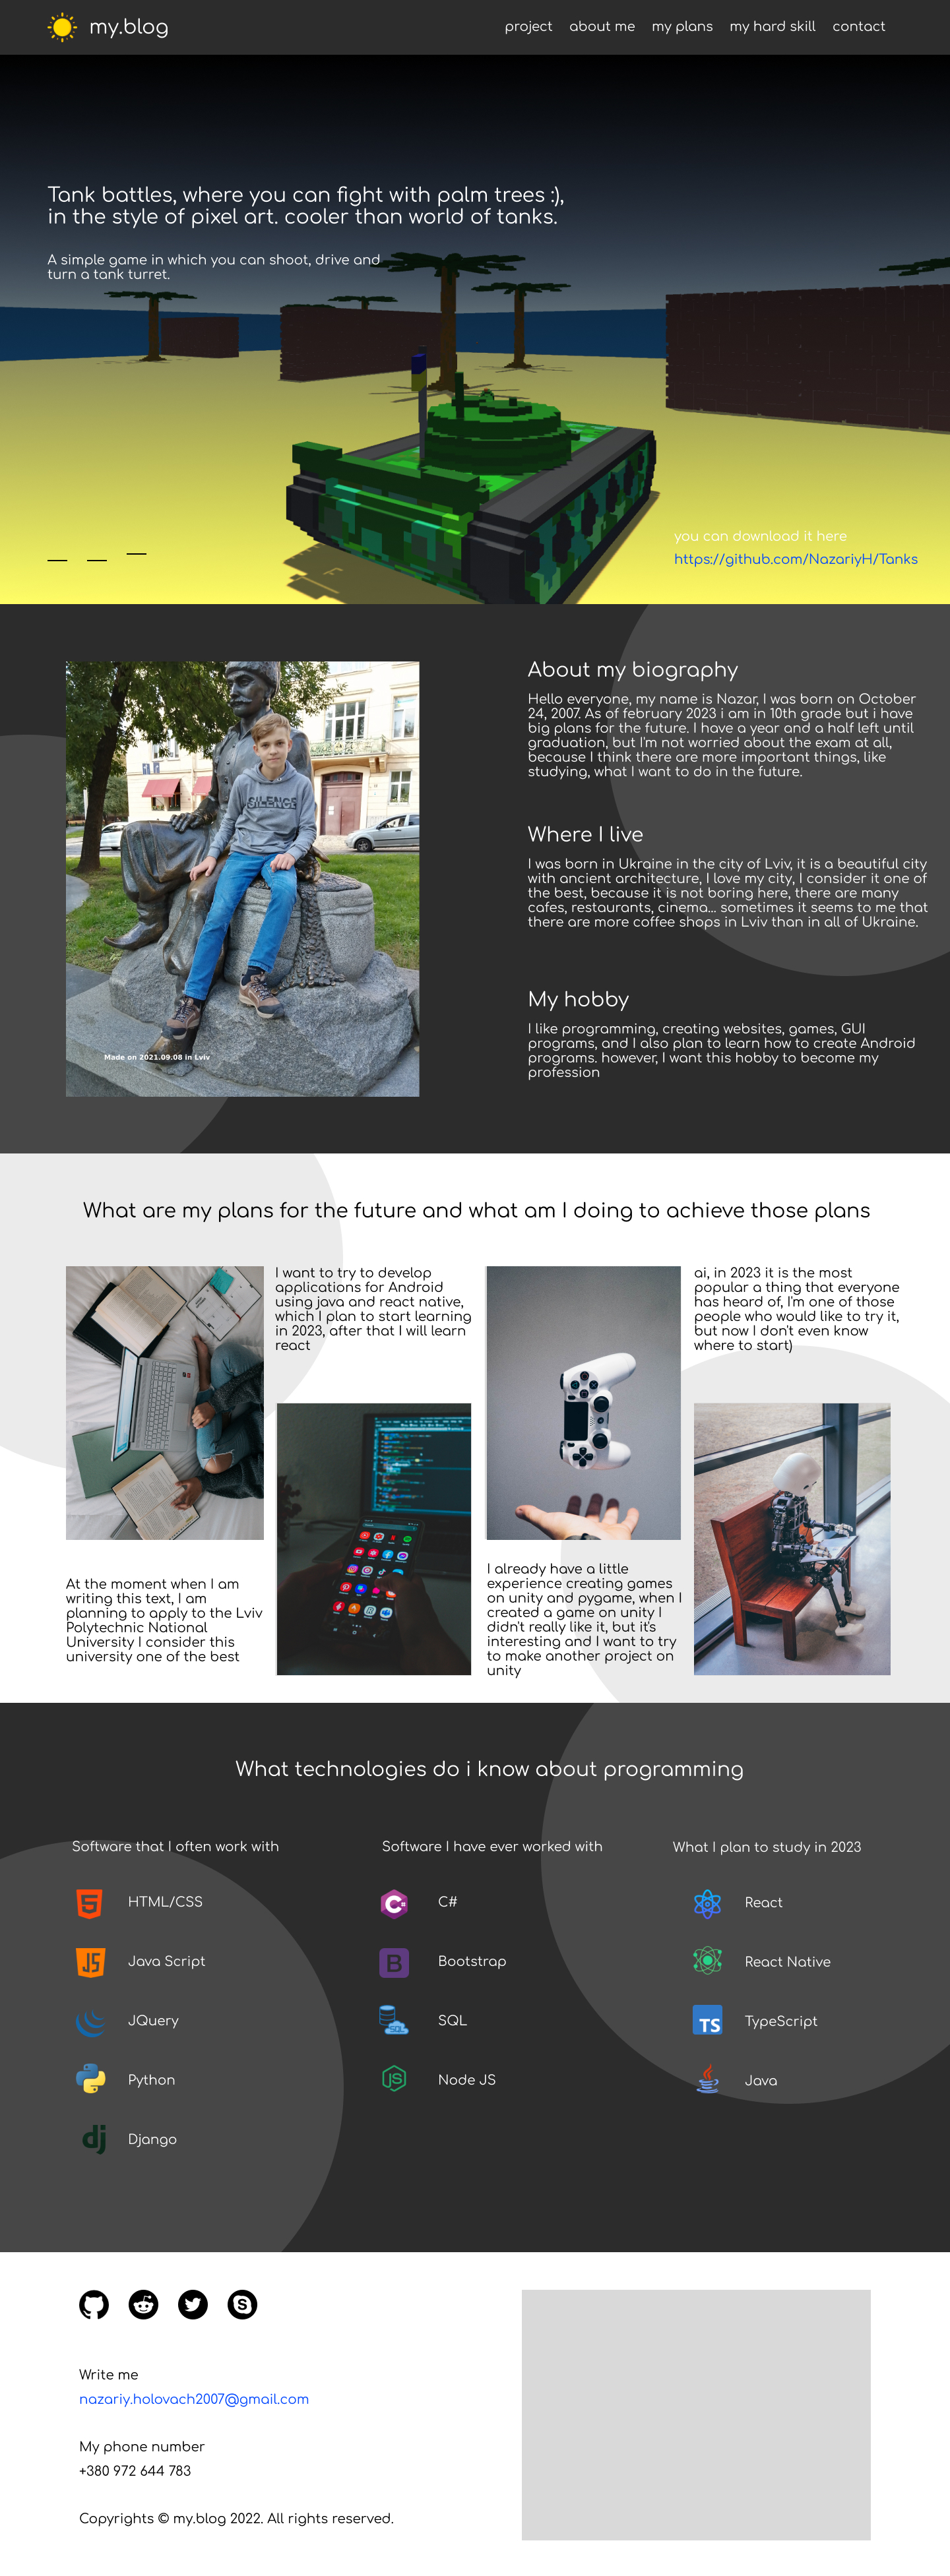 my.blog
project about me my plans my hard skill contact
Tank battles, where you can fight with palm trees :),
in the style of pixel art. cooler than world of tanks.
A simple game in which you can shoot, drive and
turn a tank turret.
you can download it here
https://github.com/NazariyH/Tanks
SILENCE
Made on 2021.09.08 in Lviv
About my biography
Hello everyone, my name is Nazar, I was born on October
24, 2007. As of february 2023 i am in 10th grade but i have
big plans for the future. I have a year and a half left until
graduation, but I'm not worried about the exam at all,
because I think there are more important things, like
studying, what I want to do in the future.
Where I live
I was born in Ukraine in the city of Lviv, it is a beautiful city
with ancient architecture, I love my city, I consider it one of
the best, because it is not boring here, there are many
cafes, restaurants, cinema... sometimes it seems to me that
there are more coffee shops in Lviv than in all of Ukraine.
My hobby
I like programming, creating websites, games, GUI
programs, and I also plan to learn how to create Android
programs. however, I want this hobby to become my
profession
What are my plans for the future and what am I doing to achieve those plans
At the moment when I am
writing this text, I am
planning to apply to the Lviv
Polytechnic National
University I consider this
university one of the best
I want to try to develop
applications for Android
using java and react native,
which I plan to start learning
in 2023, after that I will learn
react
I already have a little
experience creating games
on unity and pygame, when I
created a game on unity I
didn't really like it, but it's
interesting and I want to try
to make another project on
unity
ai, in 2023 it is the most
popular a thing that everyone
has heard of, I'm one of those
people who would like to try it,
but now I don't even know
where to start)
What technologies do i know about programming
Software that I often work with
HTML/CSS
JS
Java Script
JQuery
Python
dj
Django
Software I have ever worked with
C#
C#
B
Bootstrap
SQL
SQL
JS
Node JS
What I plan to study in 2023
React
React Native
TS
TypeScript
Java
Write me
nazariy.holovach2007@gmail.com
My phone number
+380 972 644 783
Copyrights © my.blog 2022. All rights reserved.